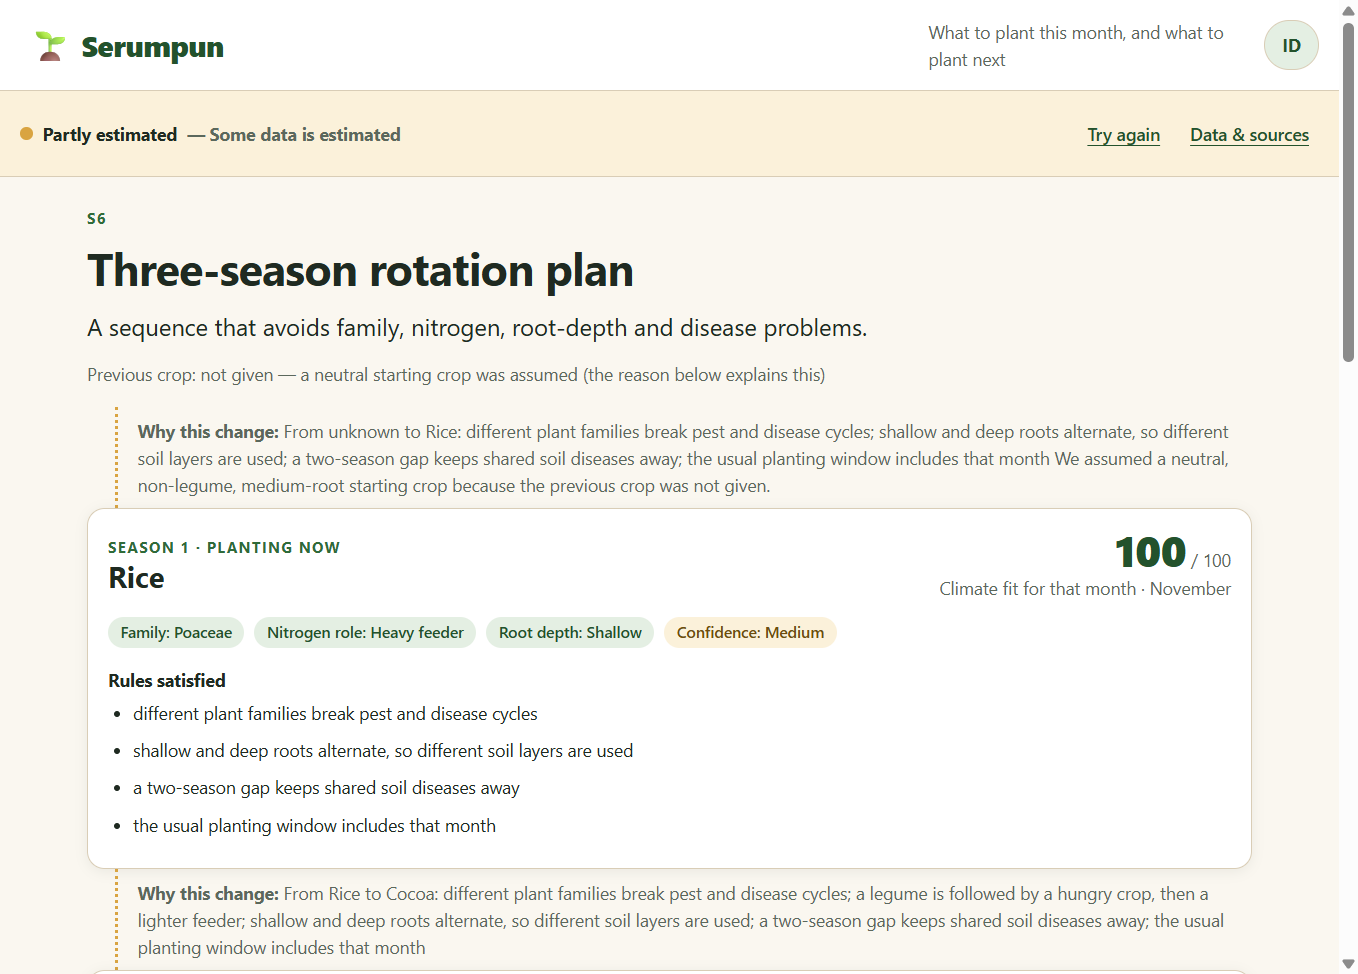 Serumpun
What to plant this month, and what to
plant next
ID
Partly estimated — Some data is estimated
Try again
Data & sources
S6
Three-season rotation plan
A sequence that avoids family, nitrogen, root-depth and disease problems.
Previous crop: not given — a neutral starting crop was assumed (the reason below explains this)
Why this change: From unknown to Rice: different plant families break pest and disease cycles; shallow and deep roots alternate, so different
soil layers are used; a two-season gap keeps shared soil diseases away; the usual planting window includes that month We assumed a neutral,
non-legume, medium-root starting crop because the previous crop was not given.
SEASON 1 · PLANTING NOW
Rice
100 / 100
Climate fit for that month · November
Family: Poaceae
Nitrogen role: Heavy feeder
Root depth: Shallow
Confidence: Medium
Rules satisfied
• different plant families break pest and disease cycles
• shallow and deep roots alternate, so different soil layers are used
• a two-season gap keeps shared soil diseases away
• the usual planting window includes that month
Why this change: From Rice to Cocoa: different plant families break pest and disease cycles; a legume is followed by a hungry crop, then a
lighter feeder; shallow and deep roots alternate, so different soil layers are used; a two-season gap keeps shared soil diseases away; the usual
planting window includes that month